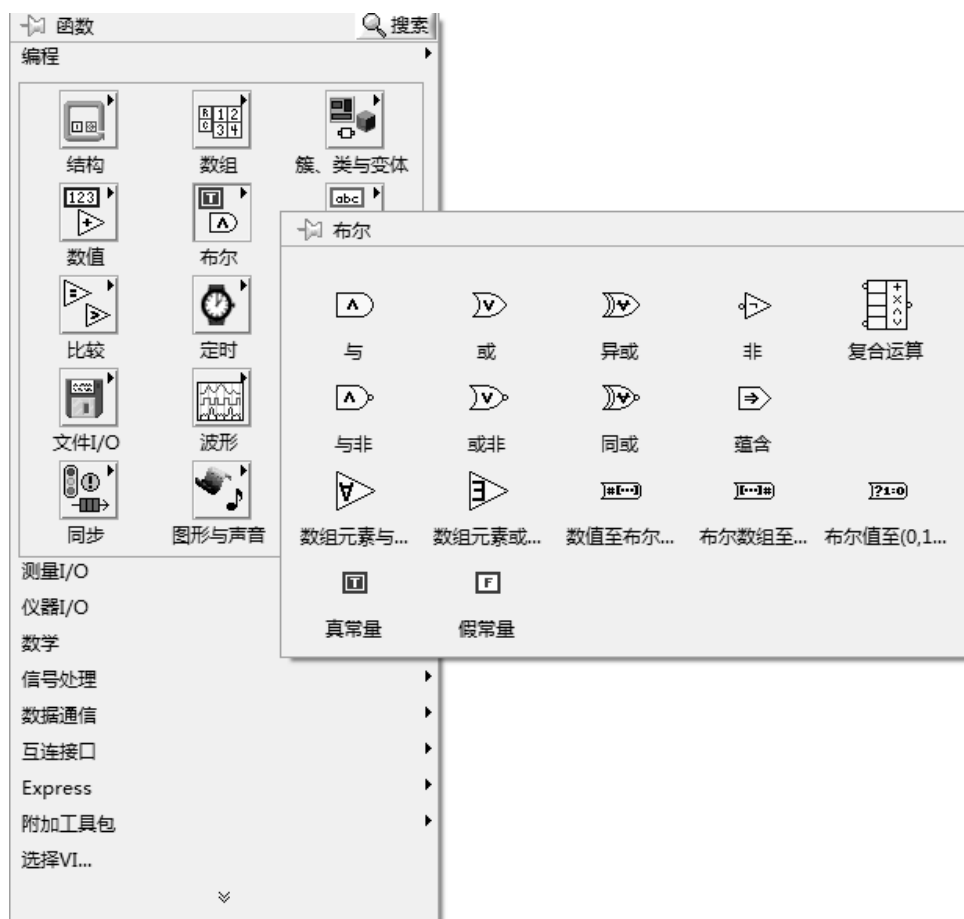 函数 搜索
编程
结构 数组 簇、类与变体
数值 布尔
比较 定时
文件I/O 波形
同步 图形与声音
测量I/O
仪器I/O
数学
信号处理
数据通信
互连接口
Express
附加工具包
选择VI...
布尔
与 或 异或 非 复合运算
与非 或非 同或 蕴含
数组元素与... 数组元素或... 数值至布尔... 布尔数组至... 布尔值至(0,1...
真常量 假常量